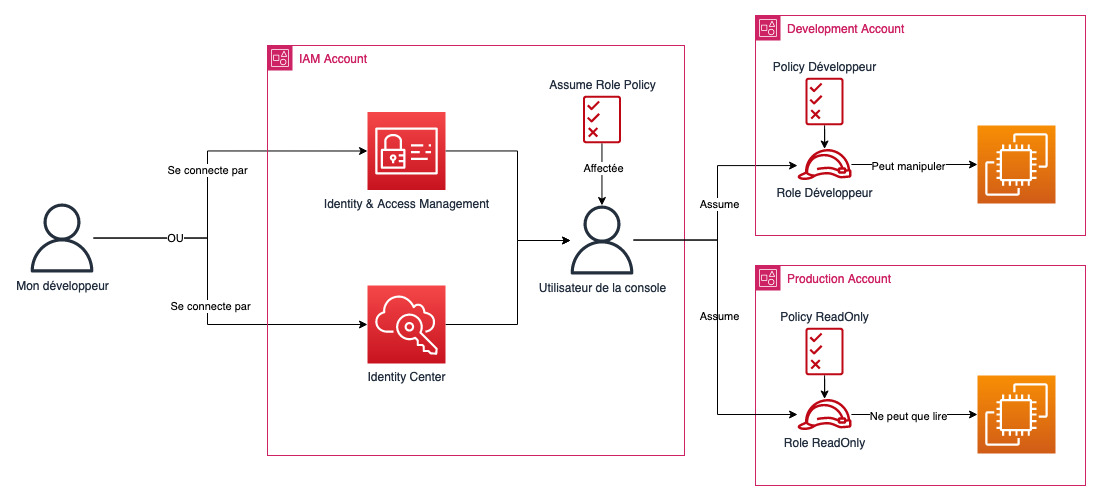 IAM Account
Development Account
Assume Role Policy
Policy Développeur
Se connecte par
Affectée
Peut manipuler
Role Développeur
Identity & Access Management
Assume
OU
Mon développeur
Utilisateur de la console
Production Account
Se connecte par
Assume
Policy ReadOnly
Identity Center
Ne peut que lire
Role ReadOnly